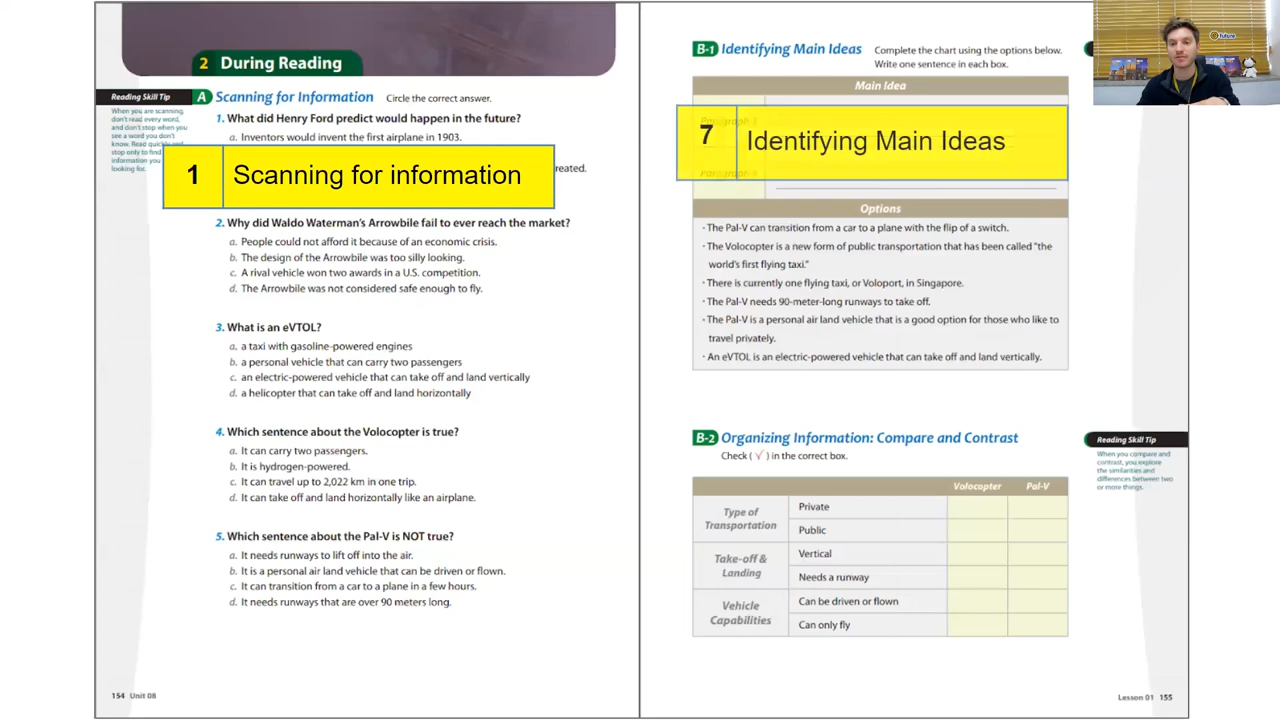 2 During Reading
Reading Skill Tip
When you are scanning,
don't read every word,
and don't stop when you
see a word you don't
know. Read quickly and
stop only to find
information you
looking for.
A Scanning for Information Circle the correct answer.
1. What did Henry Ford predict would happen in the future?
a. Inventors would invent the first airplane in 1903.
reated.
1 Scanning for information
2. Why did Waldo Waterman's Arrowbile fail to ever reach the market?
a. People could not afford it because of an economic crisis.
b. The design of the Arrowbile was too silly looking.
c. A rival vehicle won two awards in a U.S. competition.
d. The Arrowbile was not considered safe enough to fly.
3. What is an eVTOL?
a. a taxi with gasoline-powered engines
b. a personal vehicle that can carry two passengers
c. an electric-powered vehicle that can take off and land vertically
d. a helicopter that can take off and land horizontally
4. Which sentence about the Volocopter is true?
a. It can carry two passengers.
b. It is hydrogen-powered.
c. It can travel up to 2,022 km in one trip.
d. It can take off and land horizontally like an airplane.
5. Which sentence about the Pal-V is NOT true?
a. It needs runways to lift off into the air.
b. It is a personal air land vehicle that can be driven or flown.
c. It can transition from a car to a plane in a few hours.
d. It needs runways that are over 90 meters long.
154 Unit 08
B-1 Identifying Main Ideas Complete the chart using the options below.
Write one sentence in each box.
Main Idea
7 Identifying Main Ideas
Options
· The Pal-V can transition from a car to a plane with the flip of a switch.
· The Volocopter is a new form of public transportation that has been called "the
world's first flying taxi."
· There is currently one flying taxi, or Voloport, in Singapore.
· The Pal-V needs 90-meter-long runways to take off.
· The Pal-V is a personal air land vehicle that is a good option for those who like to
travel privately.
· An eVTOL is an electric-powered vehicle that can take off and land vertically.
B-2 Organizing Information: Compare and Contrast
Check ( √ ) in the correct box.
Volocopter Pal-V
Type of
Transportation
Private
Public
Take-off &
Landing
Vertical
Needs a runway
Vehicle
Capabilities
Can be driven or flown
Can only fly
Reading Skill Tip
When you compare and
contrast, you explore
the similarities and
differences between two
or more things.
Lesson 01 155
future